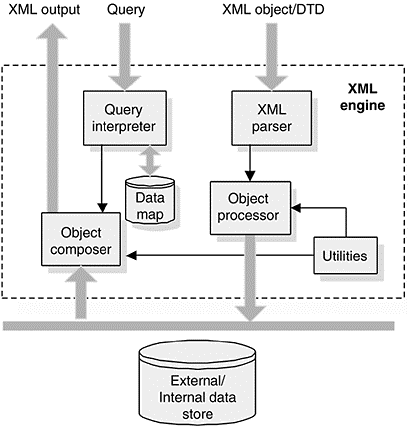 XML output
Query
XML object/DTD
XML
engine
Query
interpreter
XML
parser
Data
map
Object
processor
Object
composer
Utilities
External/
Internal data
store